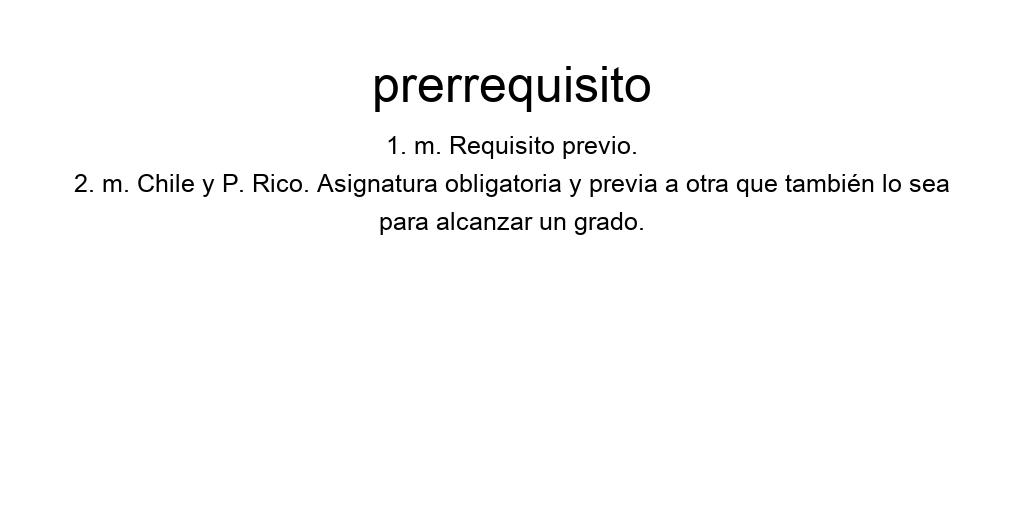 prerrequisito
1. m. Requisito previo.
2. m. Chile y P. Rico. Asignatura obligatoria y previa a otra que también lo sea
para alcanzar un grado.